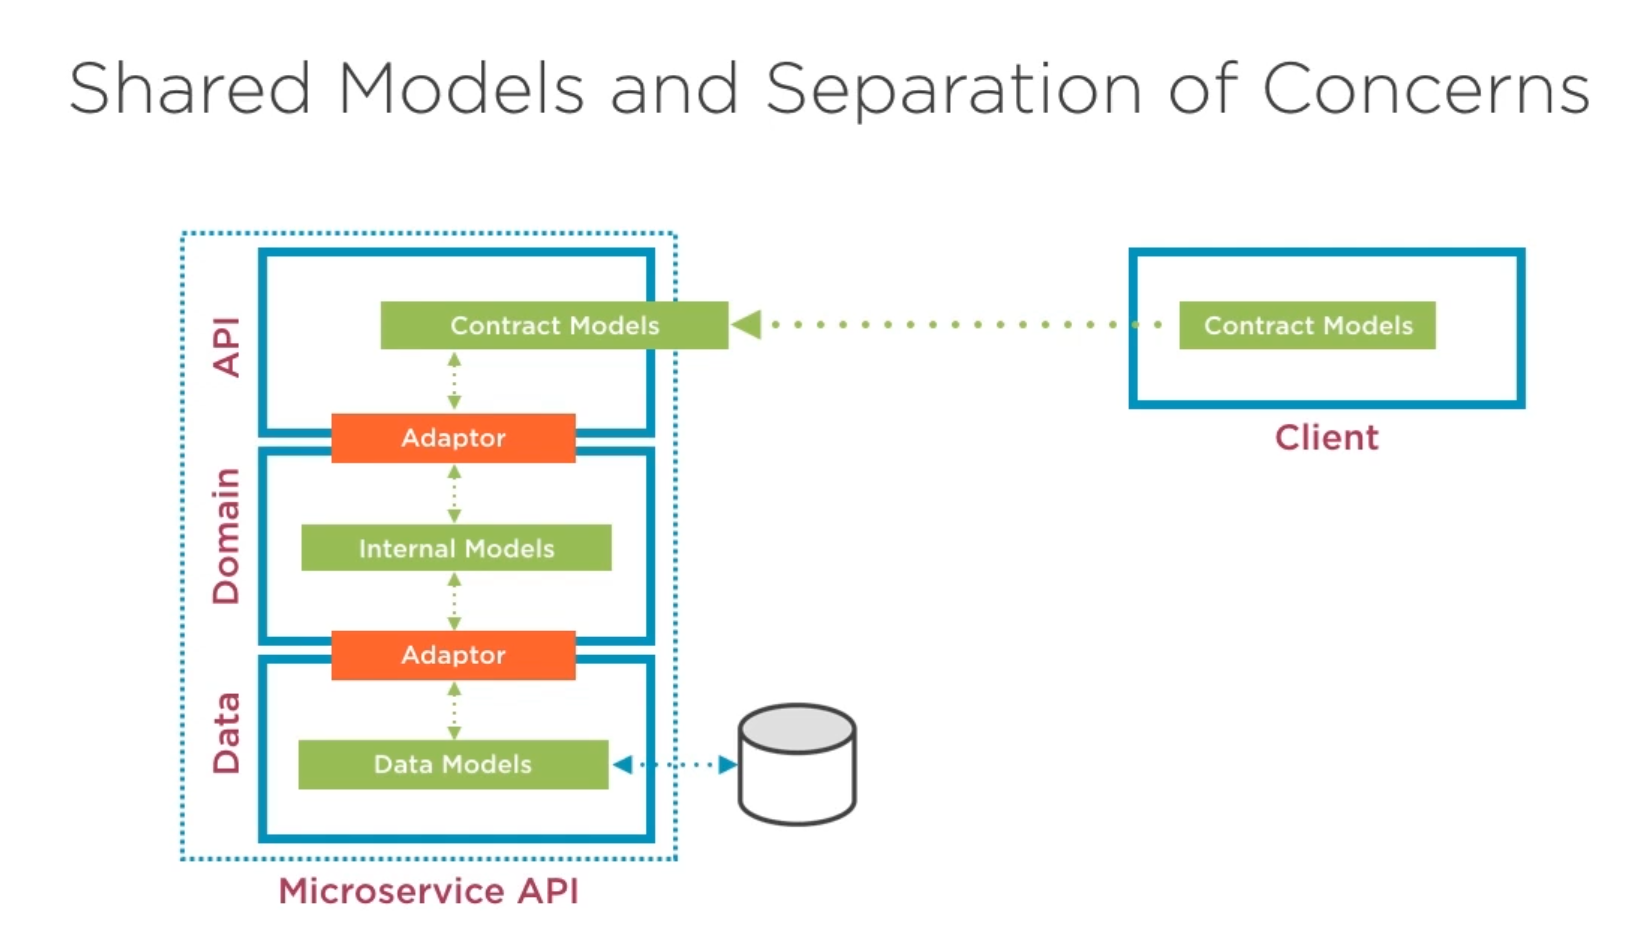 Shared Models and Separation of Concerns
API
Contract Models
Contract Models
Adaptor
Client
Domain
Internal Models
Adaptor
Data
Data Models
Microservice API